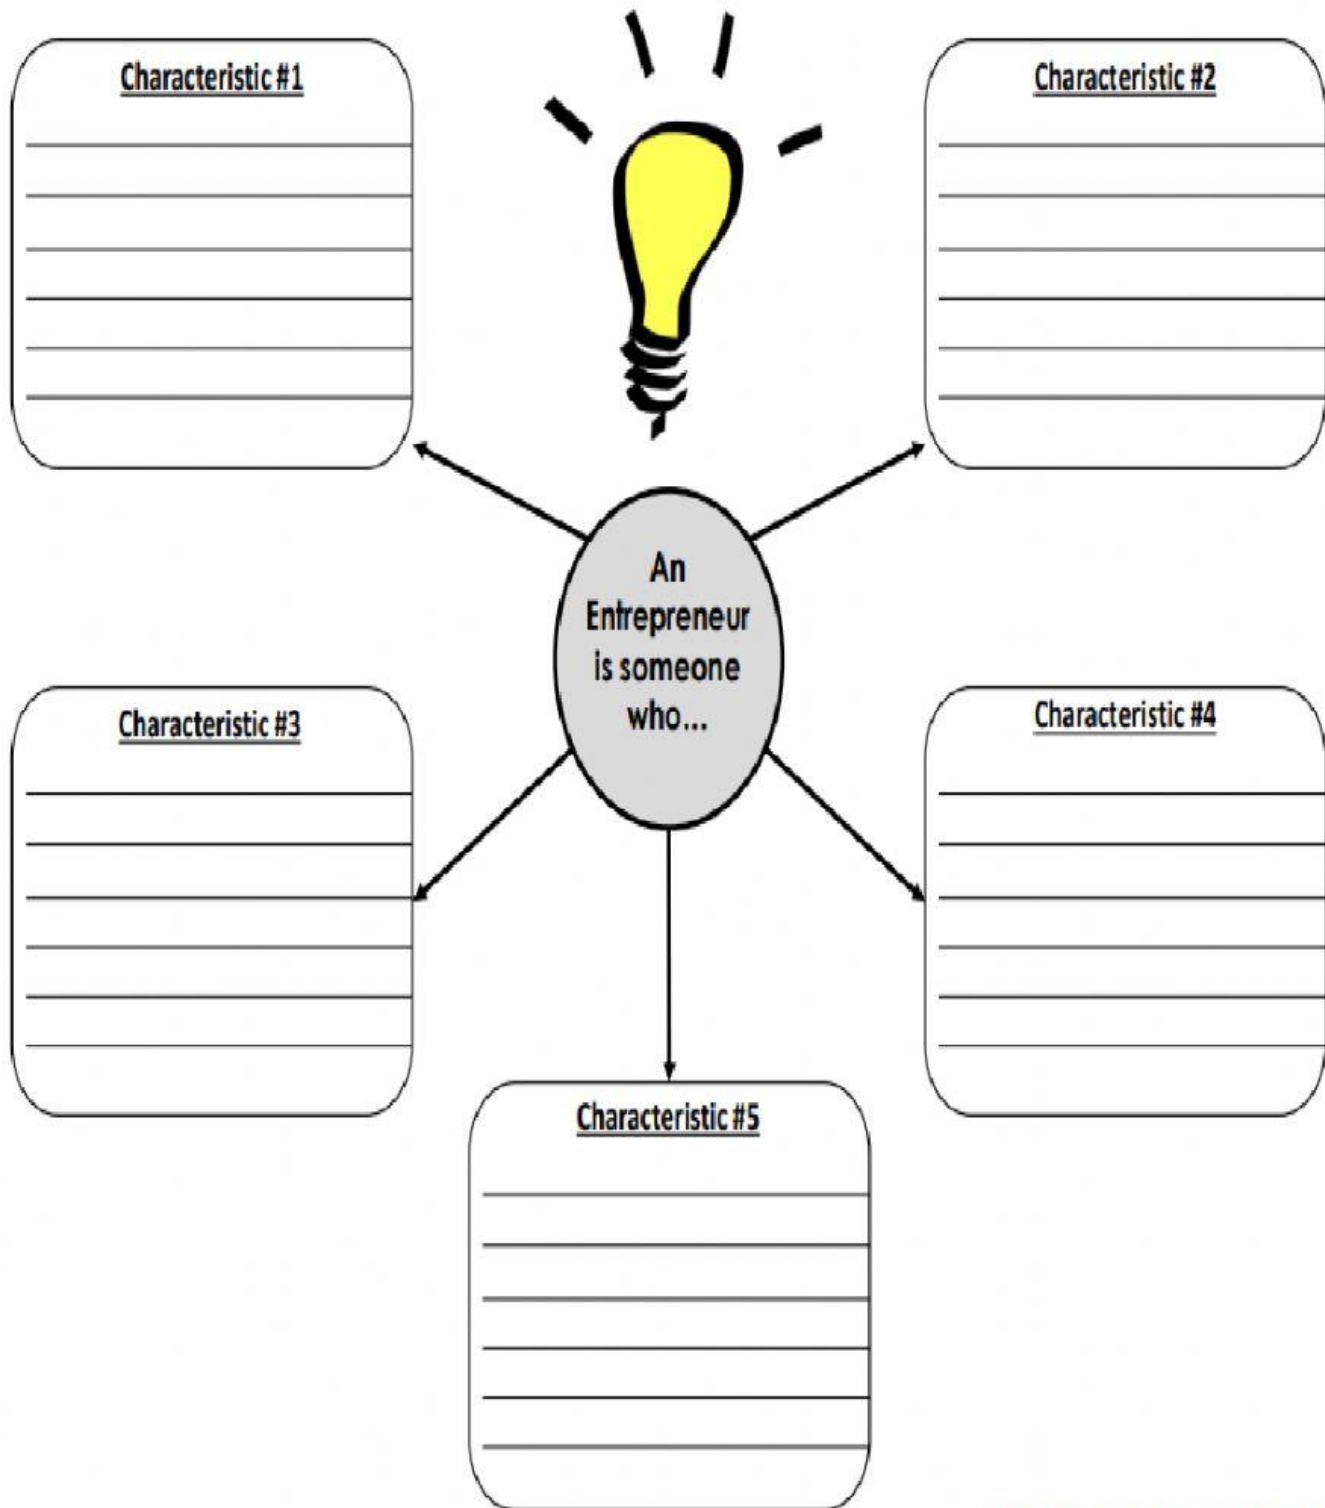 Characteristic #1
Characteristic #2
An
Entrepreneur
is someone
who...
Characteristic #3
Characteristic #4
Characteristic #5